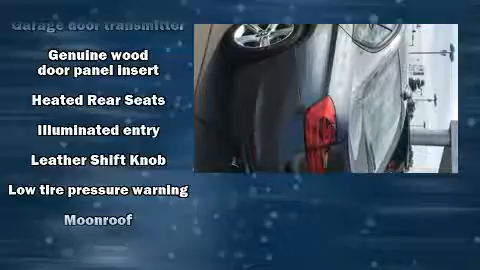 Garage door transmitter
Genuine wood
door panel insert
Heated Rear Seats
Illuminated entry
Leather Shift Knob
Low tire pressure warning
Moonroof